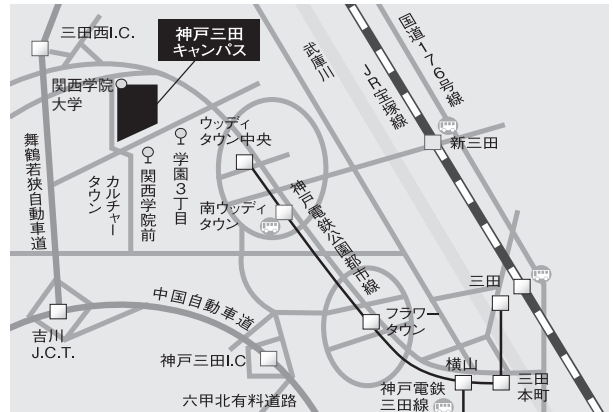 三田西I.C.
神戸三田
キャンパス
関西学院
大学
武庫川
JR宝塚線
国道176号線
新三田
ウッディ
タウン中央
学園3丁目
関西学院前
カルチャー
タウン
舞鶴若狭自動車道
南ウッディ
タウン
神戸電鉄公園都市線
三田
中国自動車道
フラワー
タウン
吉川
J.C.T.
神戸三田I.C
横山
三田
本町
神戸電鉄
三田線
六甲北有料道路